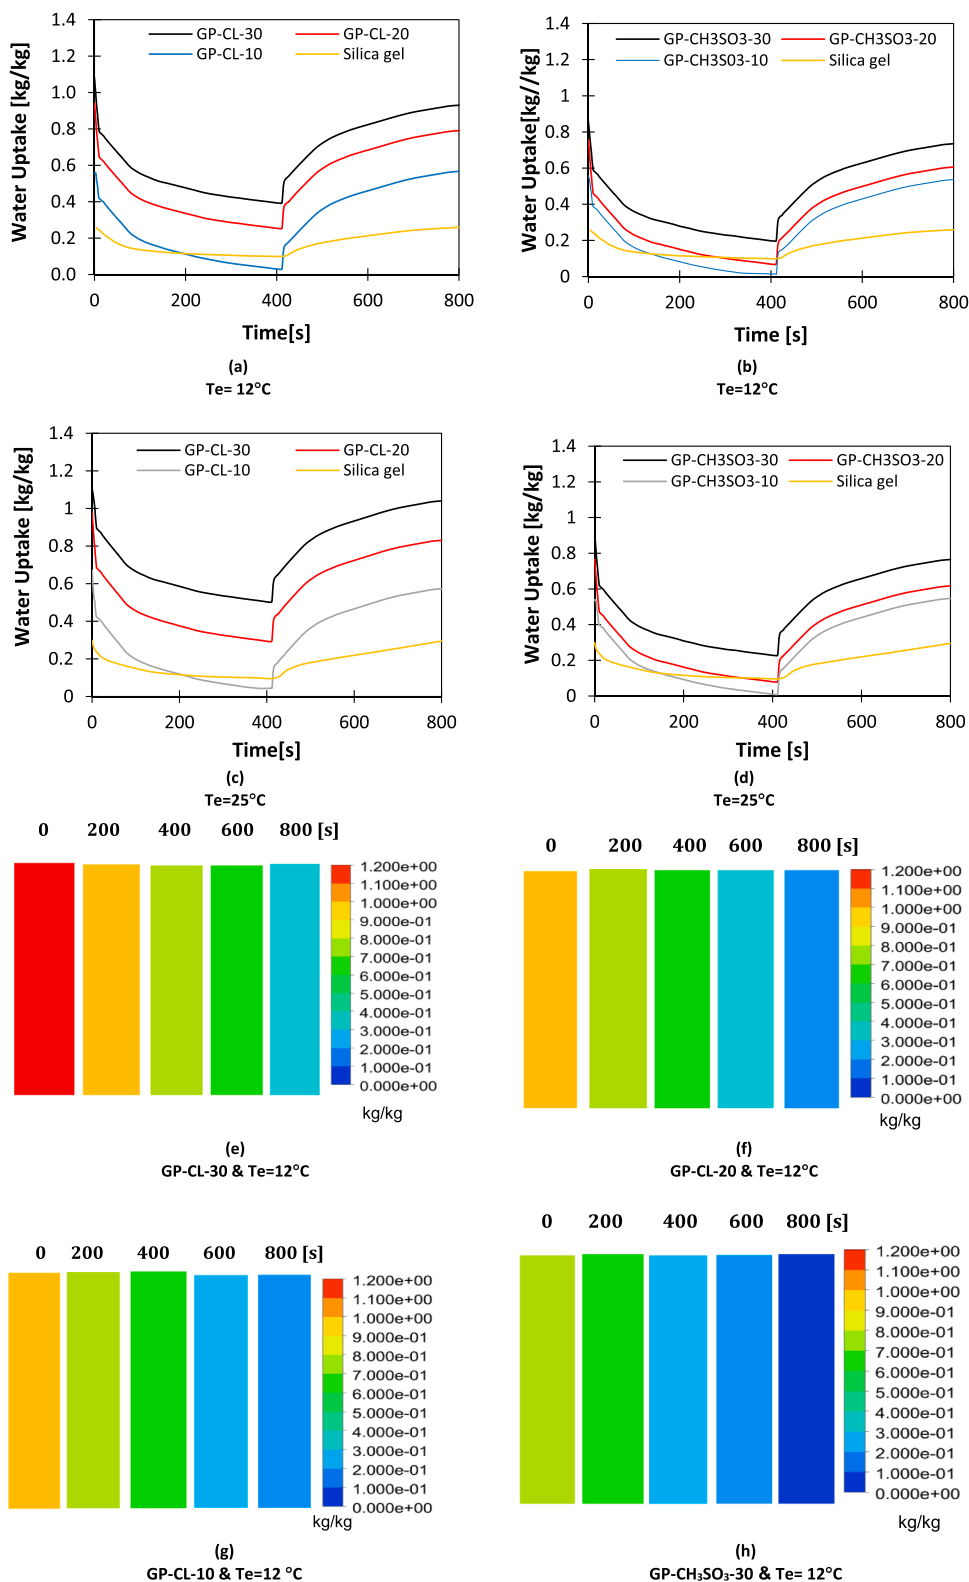 1.4
1.2
1.0
0.8
0.6
0.4
0.2
0.0
Water Uptake [kg/kg]
GP-CL-30
GP-CL-20
GP-CL-10
Silica gel
0 200 400 600 800
Time[s]
(a)
Te= 12°C
1.4
1.2
1
0.8
0.6
0.4
0.2
0
Water Uptake[kg//kg]
GP-CH3SO3-30
GP-CH3SO3-20
GP-CH3S03-10
Silica gel
0 200 400 600 800
Time [s]
(b)
Te=12°C
1.4
1.2
1
0.8
0.6
0.4
0.2
0
Water Uptake [kg/kg]
GP-CL-30
GP-CL-20
GP-CL-10
Silica gel
0 200 400 600 800
Time[s]
(c)
Te=25°C
1.4
1.2
1
0.8
0.6
0.4
0.2
0
Water Uptake [kg/kg]
GP-CH3SO3-30
GP-CH3SO3-20
GP-CH3SO3-10
Silica gel
0 200 400 600 800
Time [s]
(d)
Te=25°C
0 200 400 600 800 [s]
1.200e+00
1.100e+00
1.000e+00
9.000e-01
8.000e-01
7.000e-01
6.000e-01
5.000e-01
4.000e-01
3.000e-01
2.000e-01
1.000e-01
0.000e+00
kg/kg
(e)
GP-CL-30 & Te=12°C
0 200 400 600 800 [s]
1.200e+00
1.100e+00
1.000e+00
9.000e-01
8.000e-01
7.000e-01
6.000e-01
5.000e-01
4.000e-01
3.000e-01
2.000e-01
1.000e-01
0.000e+00
kg/kg
(f)
GP-CL-20 & Te=12°C
0 200 400 600 800 [s]
1.200e+00
1.100e+00
1.000e+00
9.000e-01
8.000e-01
7.000e-01
6.000e-01
5.000e-01
4.000e-01
3.000e-01
2.000e-01
1.000e-01
0.000e+00
kg/kg
(g)
GP-CL-10 & Te=12 °C
0 200 400 600 800 [s]
1.200e+00
1.100e+00
1.000e+00
9.000e-01
8.000e-01
7.000e-01
6.000e-01
5.000e-01
4.000e-01
3.000e-01
2.000e-01
1.000e-01
0.000e+00
kg/kg
(h)
GP-CH₃SO₃-30 & Te= 12°C